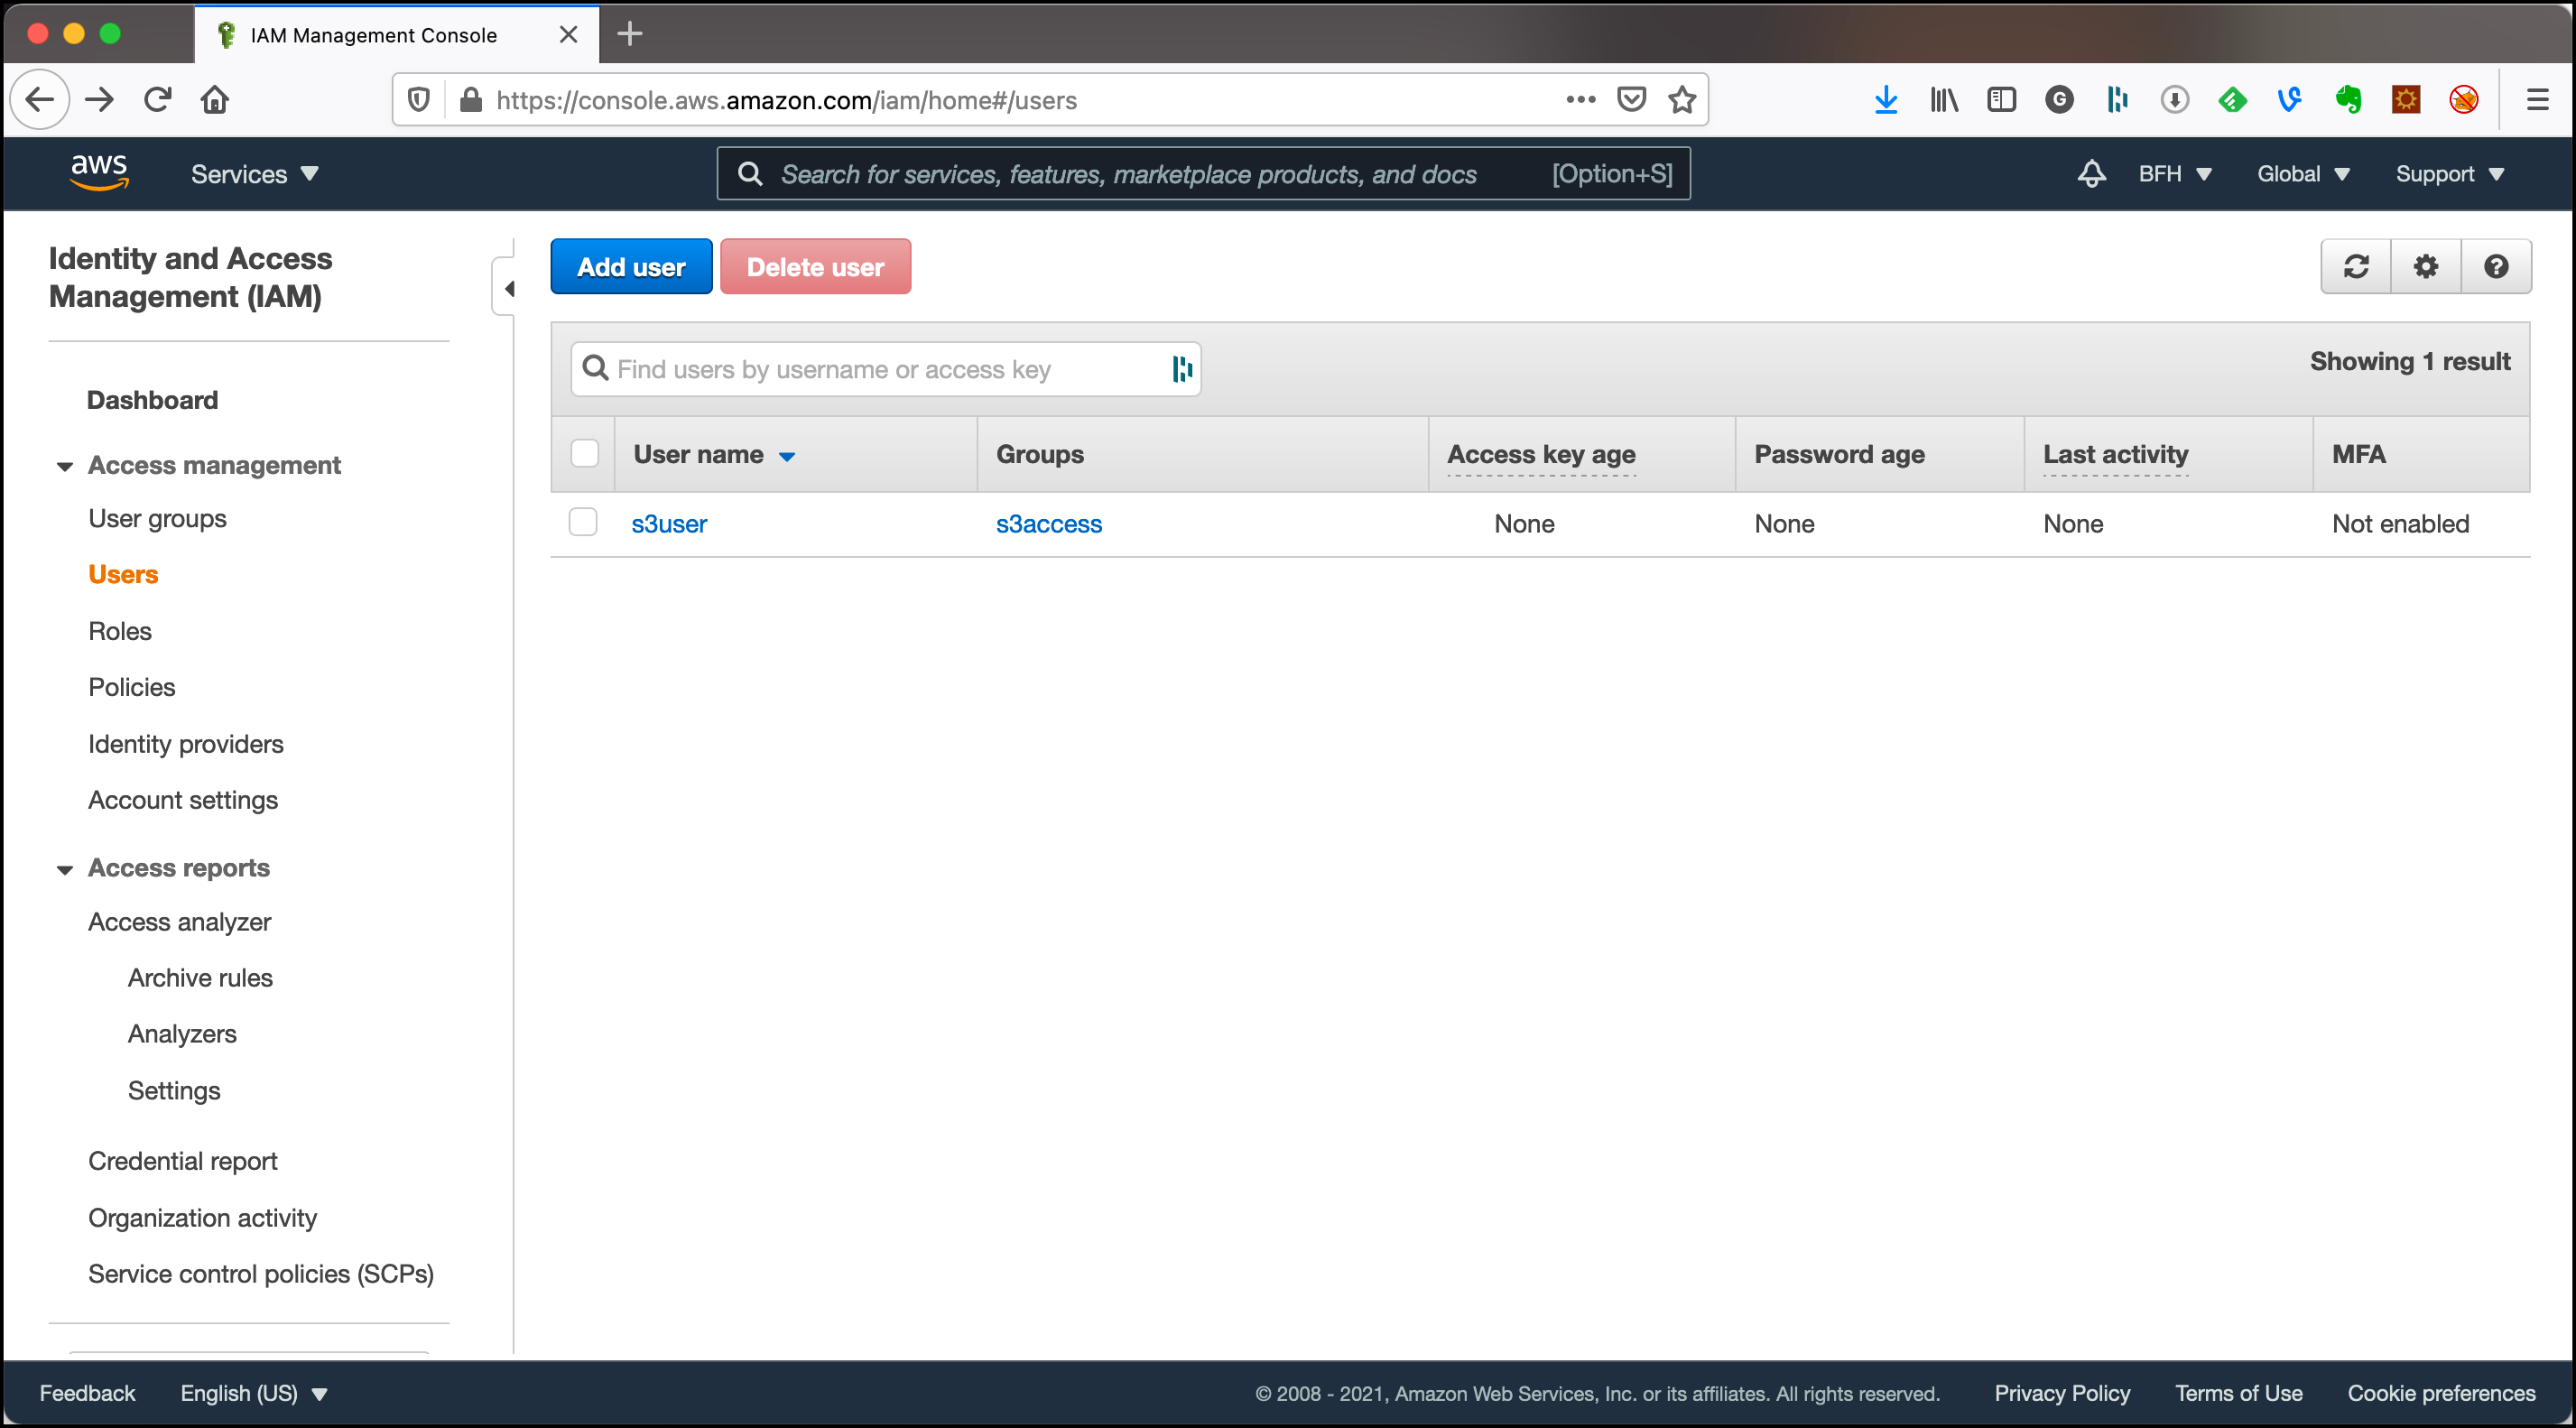 IAM Management Console
https://console.aws.amazon.com/iam/home#/users
aws
Services
Search for services, features, marketplace products, and docs [Option+S]
BFH
Global
Support
Identity and Access
Management (IAM)
Dashboard
Access management
User groups
Users
Roles
Policies
Identity providers
Account settings
Access reports
Access analyzer
Archive rules
Analyzers
Settings
Credential report
Organization activity
Service control policies (SCPs)
Add user
Delete user
Find users by username or access key
Showing 1 result
User name Groups Access key age Password age Last activity MFA
s3user s3access None None None Not enabled
Feedback
English (US)
© 2008 - 2021, Amazon Web Services, Inc. or its affiliates. All rights reserved.
Privacy Policy
Terms of Use
Cookie preferences